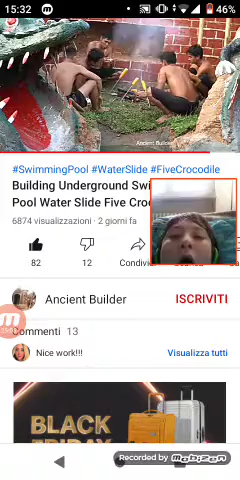 15:32
46%
Ancient Builder
#SwimmingPool #WaterSlide #FiveCrocodile
Building Underground Swi
Pool Water Slide Five Croc
6874 visualizzazioni · 2 giorni fa
82
12
Condivi
Ancient Builder
ISCRIVITI
Commenti 13
Nice work!!!
Visualizza tutti
BLACK
FRIDAY
Recorded by mobizen